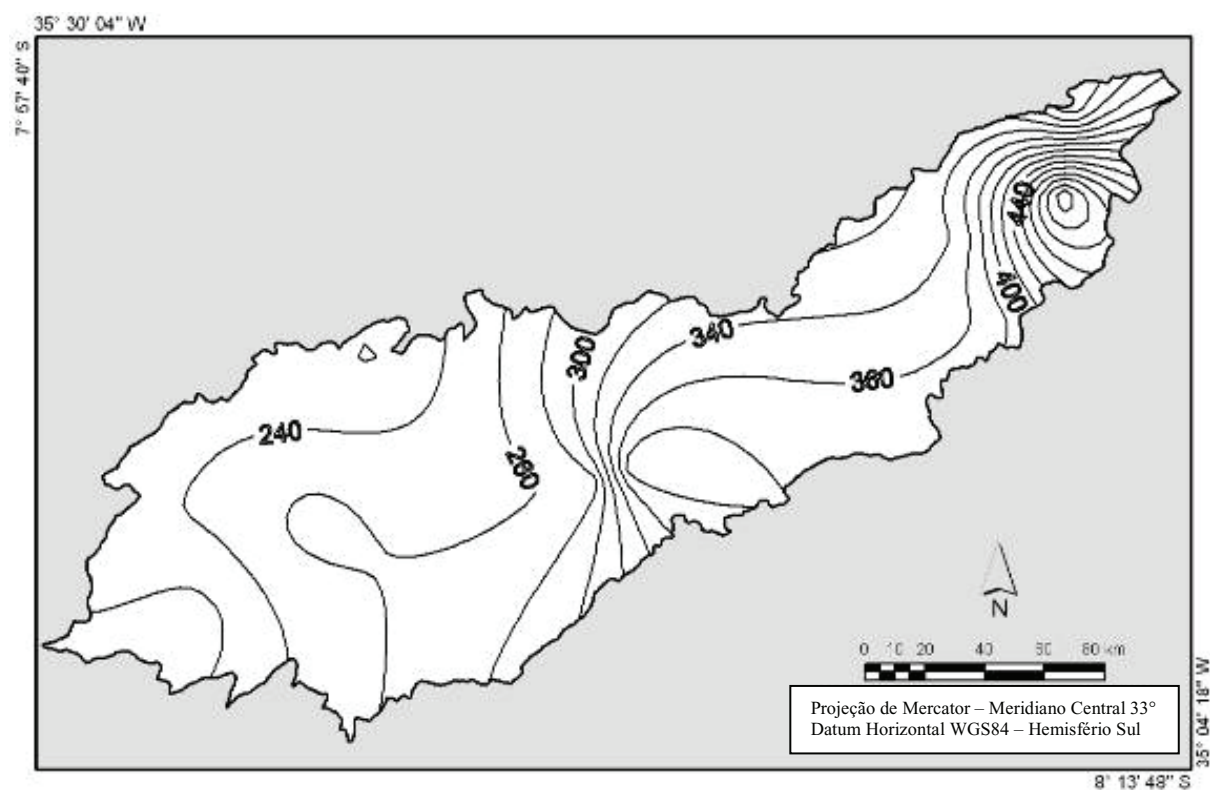 35° 30' 04" W
7° 57' 40" S
440
400
340
300
360
240
260
N
0 10 20 40 60 80 km
Projeção de Mercator – Meridiano Central 33°
Datum Horizontal WGS84 – Hemisfério Sul
35° 04' 18" W
8° 13' 48" S